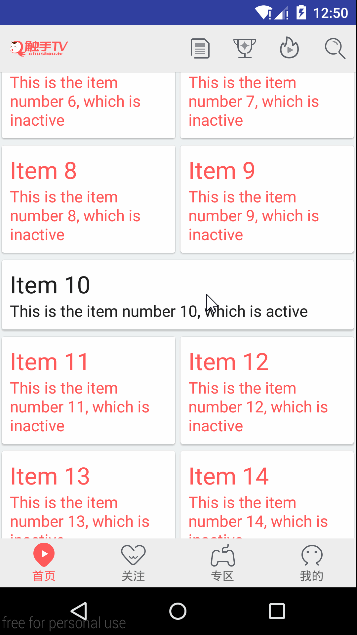 12:50
触手TV
This is the item
number 6, which is
inactive
This is the item
number 7, which is
inactive
Item 8
This is the item
number 8, which is
inactive
Item 9
This is the item
number 9, which is
inactive
Item 10
This is the item number 10, which is active
Item 11
This is the item
number 11, which is
inactive
Item 12
This is the item
number 12, which is
inactive
Item 13
This is the item
number 13, which is
Item 14
This is the item
number 14, which is
首页
关注
专区
我的
free for personal use